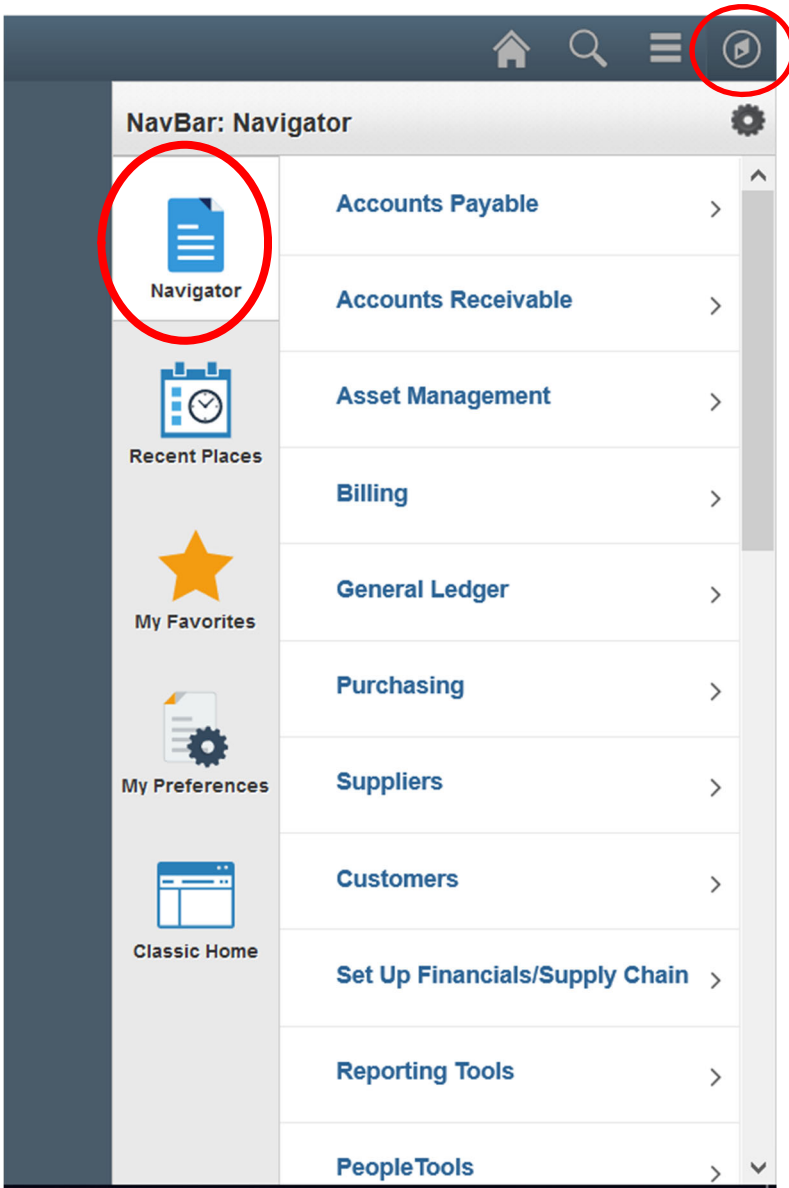 NavBar: Navigator
Navigator
Recent Places
My Favorites
My Preferences
Classic Home
Accounts Payable
Accounts Receivable
Asset Management
Billing
General Ledger
Purchasing
Suppliers
Customers
Set Up Financials/Supply Chain
Reporting Tools
PeopleTools